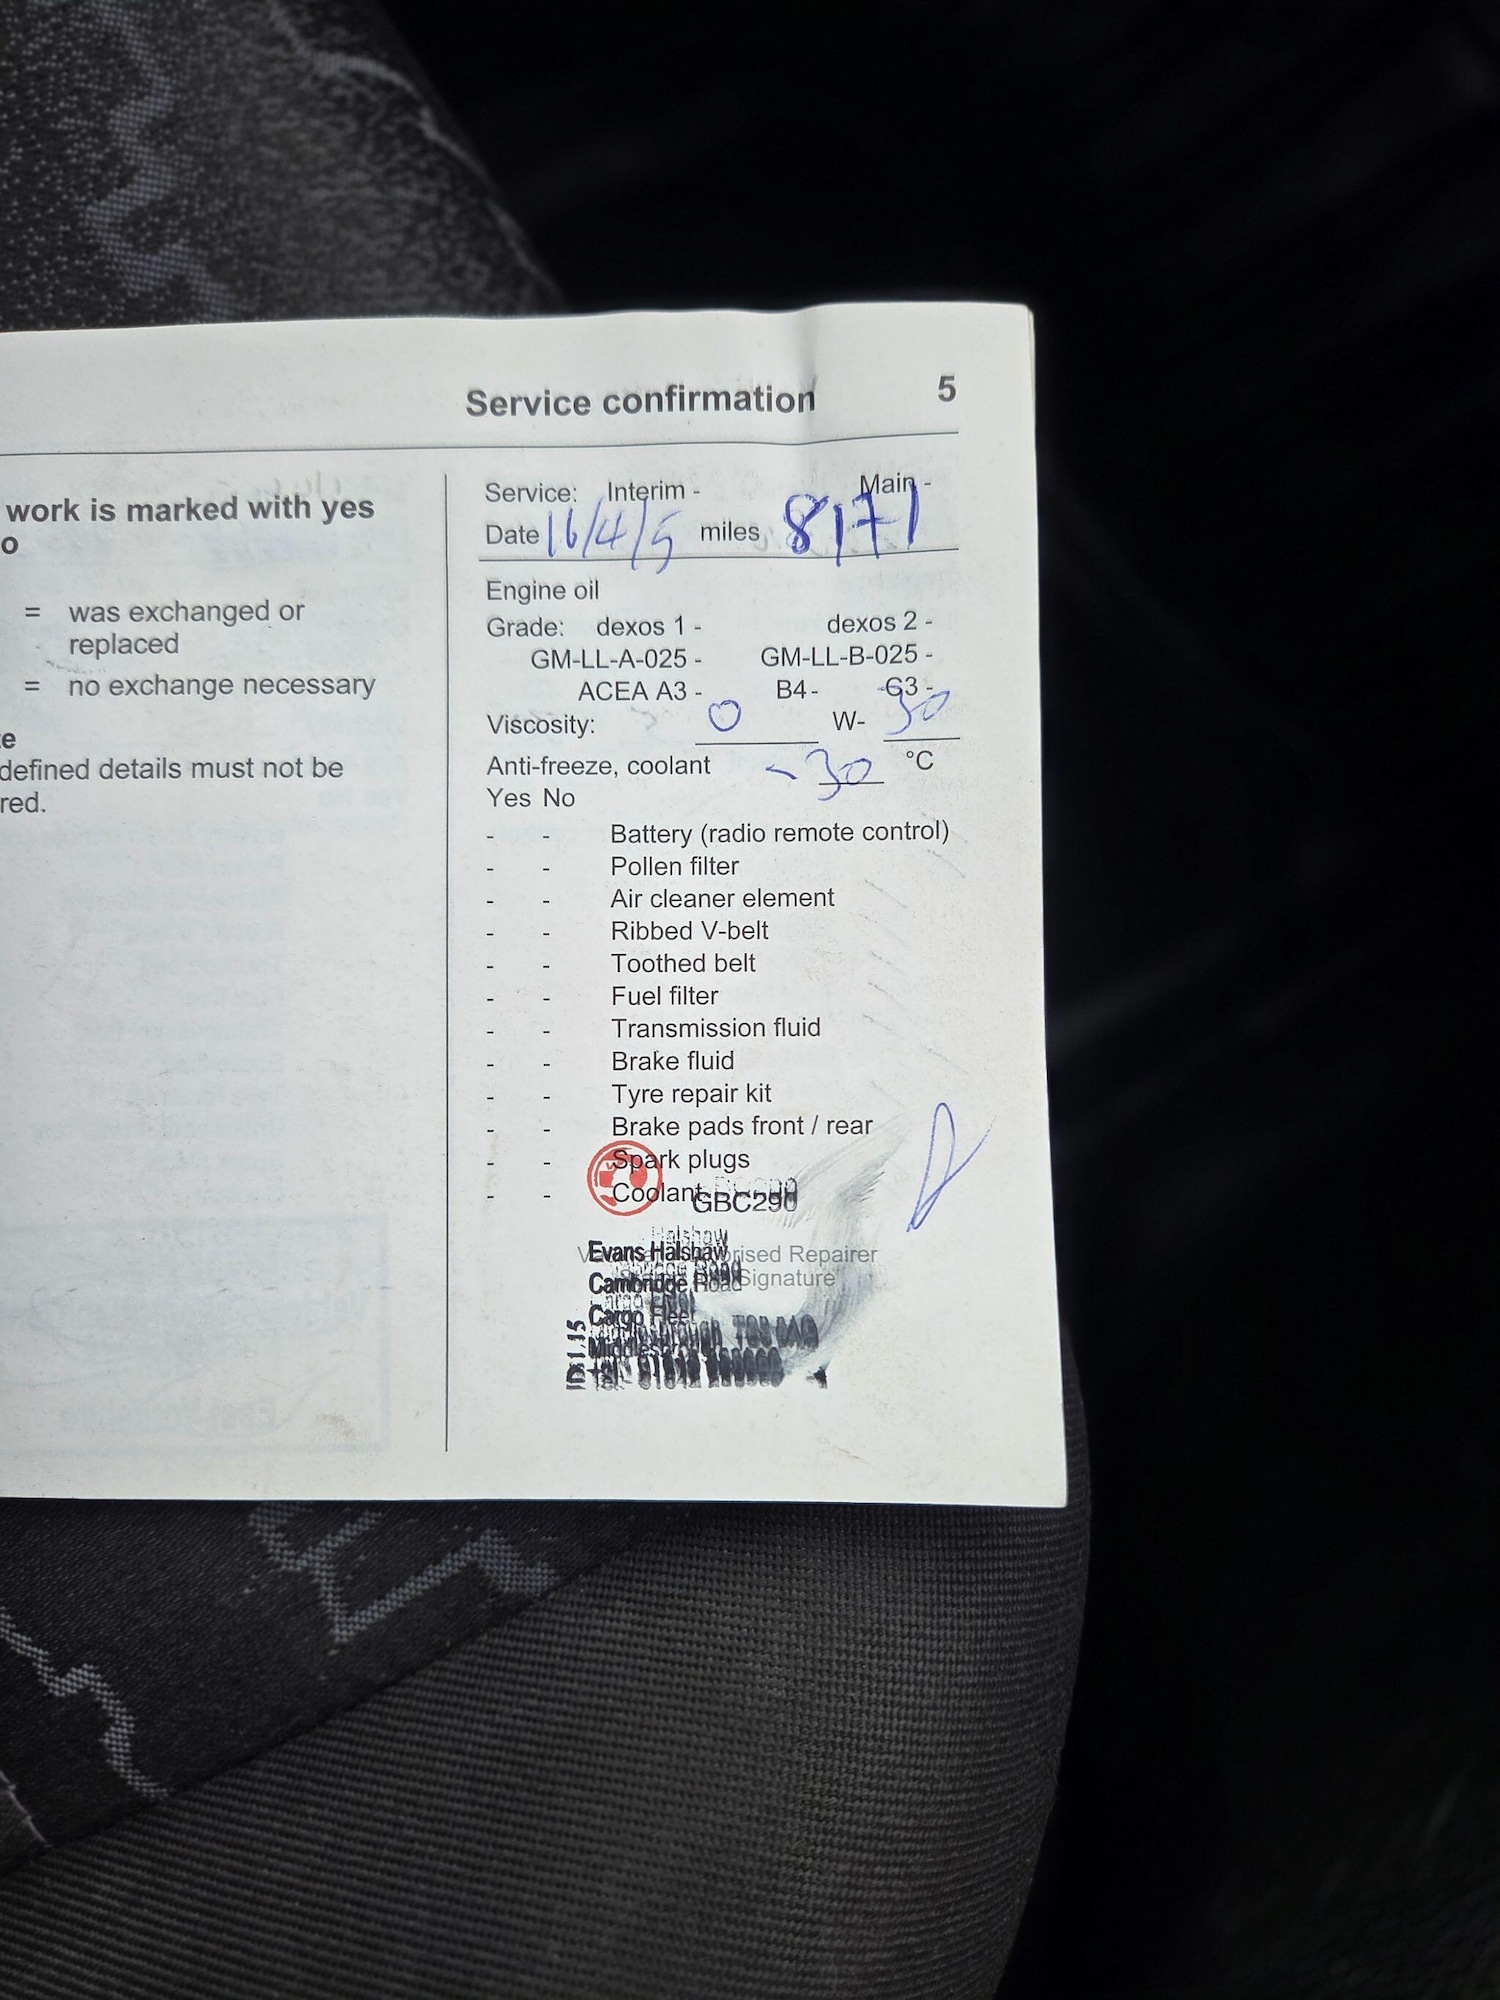 Service confirmation 5
work is marked with yes
o
= was exchanged or
replaced
= no exchange necessary
e
defined details must not be
red.
Service: Interim - Main -
Date 16/4/5 miles 8171
Engine oil
Grade: dexos 1 - dexos 2 -
GM-LL-A-025 - GM-LL-B-025 -
ACEA A3 - B4 - C3 -
Viscosity: 0 W- 30
Anti-freeze, coolant -30 °C
Yes No
- - Battery (radio remote control)
- - Pollen filter
- - Air cleaner element
- - Ribbed V-belt
- - Toothed belt
- - Fuel filter
- - Transmission fluid
- - Brake fluid
- - Tyre repair kit
- - Brake pads front / rear
- - Spark plugs
- - Coolant
GBC290
Repairer
Signature
Evans Halshaw
Cambridge Road
Cargo Fleet
Middlesbrough